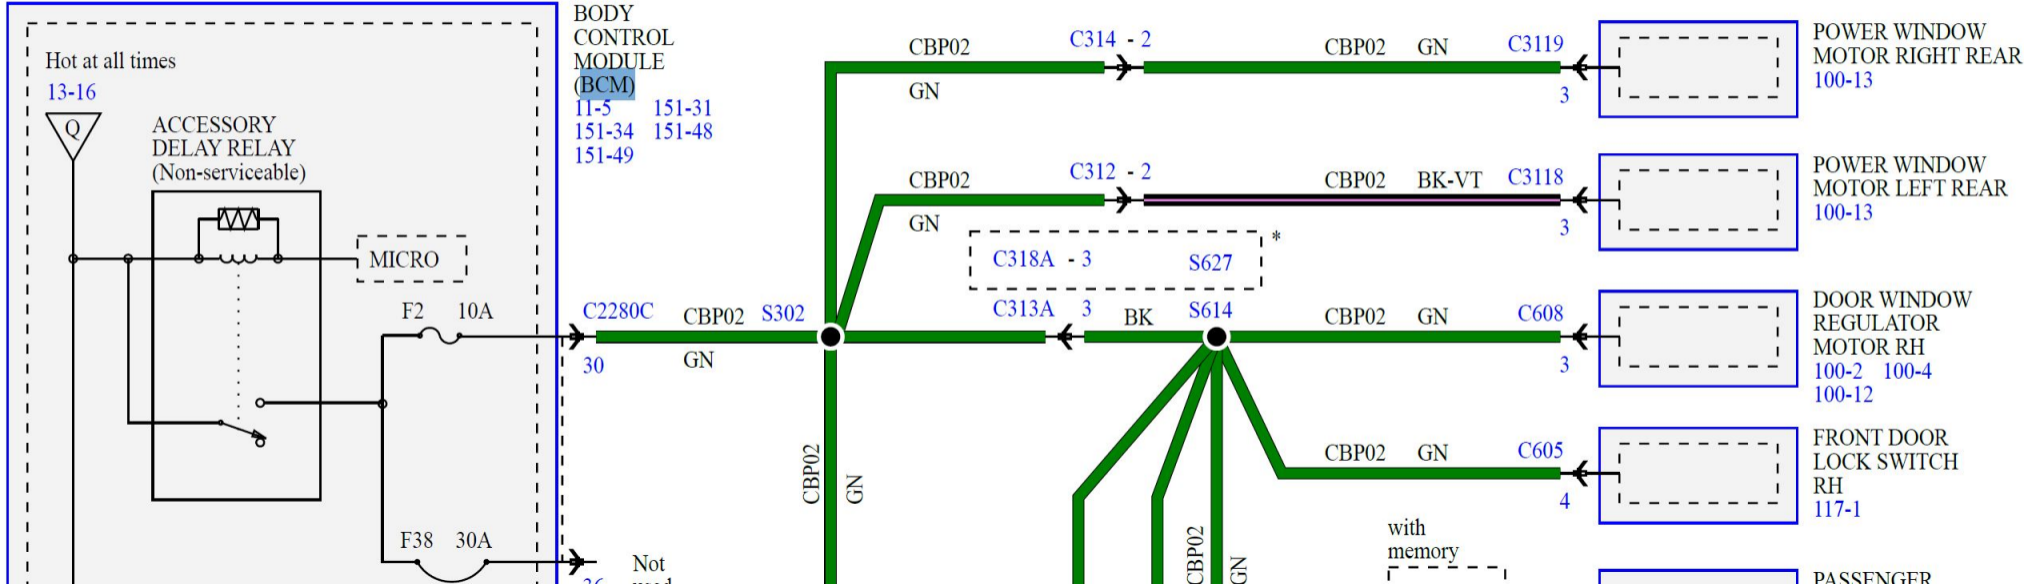 BODY
CONTROL
MODULE
(BCM)
11-5 151-31
151-34 151-48
151-49
Hot at all times
13-16
Q
ACCESSORY
DELAY RELAY
(Non-serviceable)
MICRO
F2 10A
F38 30A
C2280C
30
CBP02
GN
S302
Not
CBP02
GN
CBP02
GN
C314 - 2
CBP02 GN
C3119
3
POWER WINDOW
MOTOR RIGHT REAR
100-13
CBP02
GN
C312 - 2
CBP02 BK-VT
C3118
3
POWER WINDOW
MOTOR LEFT REAR
100-13
*
C318A - 3 S627
C313A 3
BK
S614
CBP02 GN
C608
3
DOOR WINDOW
REGULATOR
MOTOR RH
100-2 100-4
100-12
CBP02 GN
C605
4
FRONT DOOR
LOCK SWITCH
RH
117-1
CBP02
GN
with
memory
PASSENGER